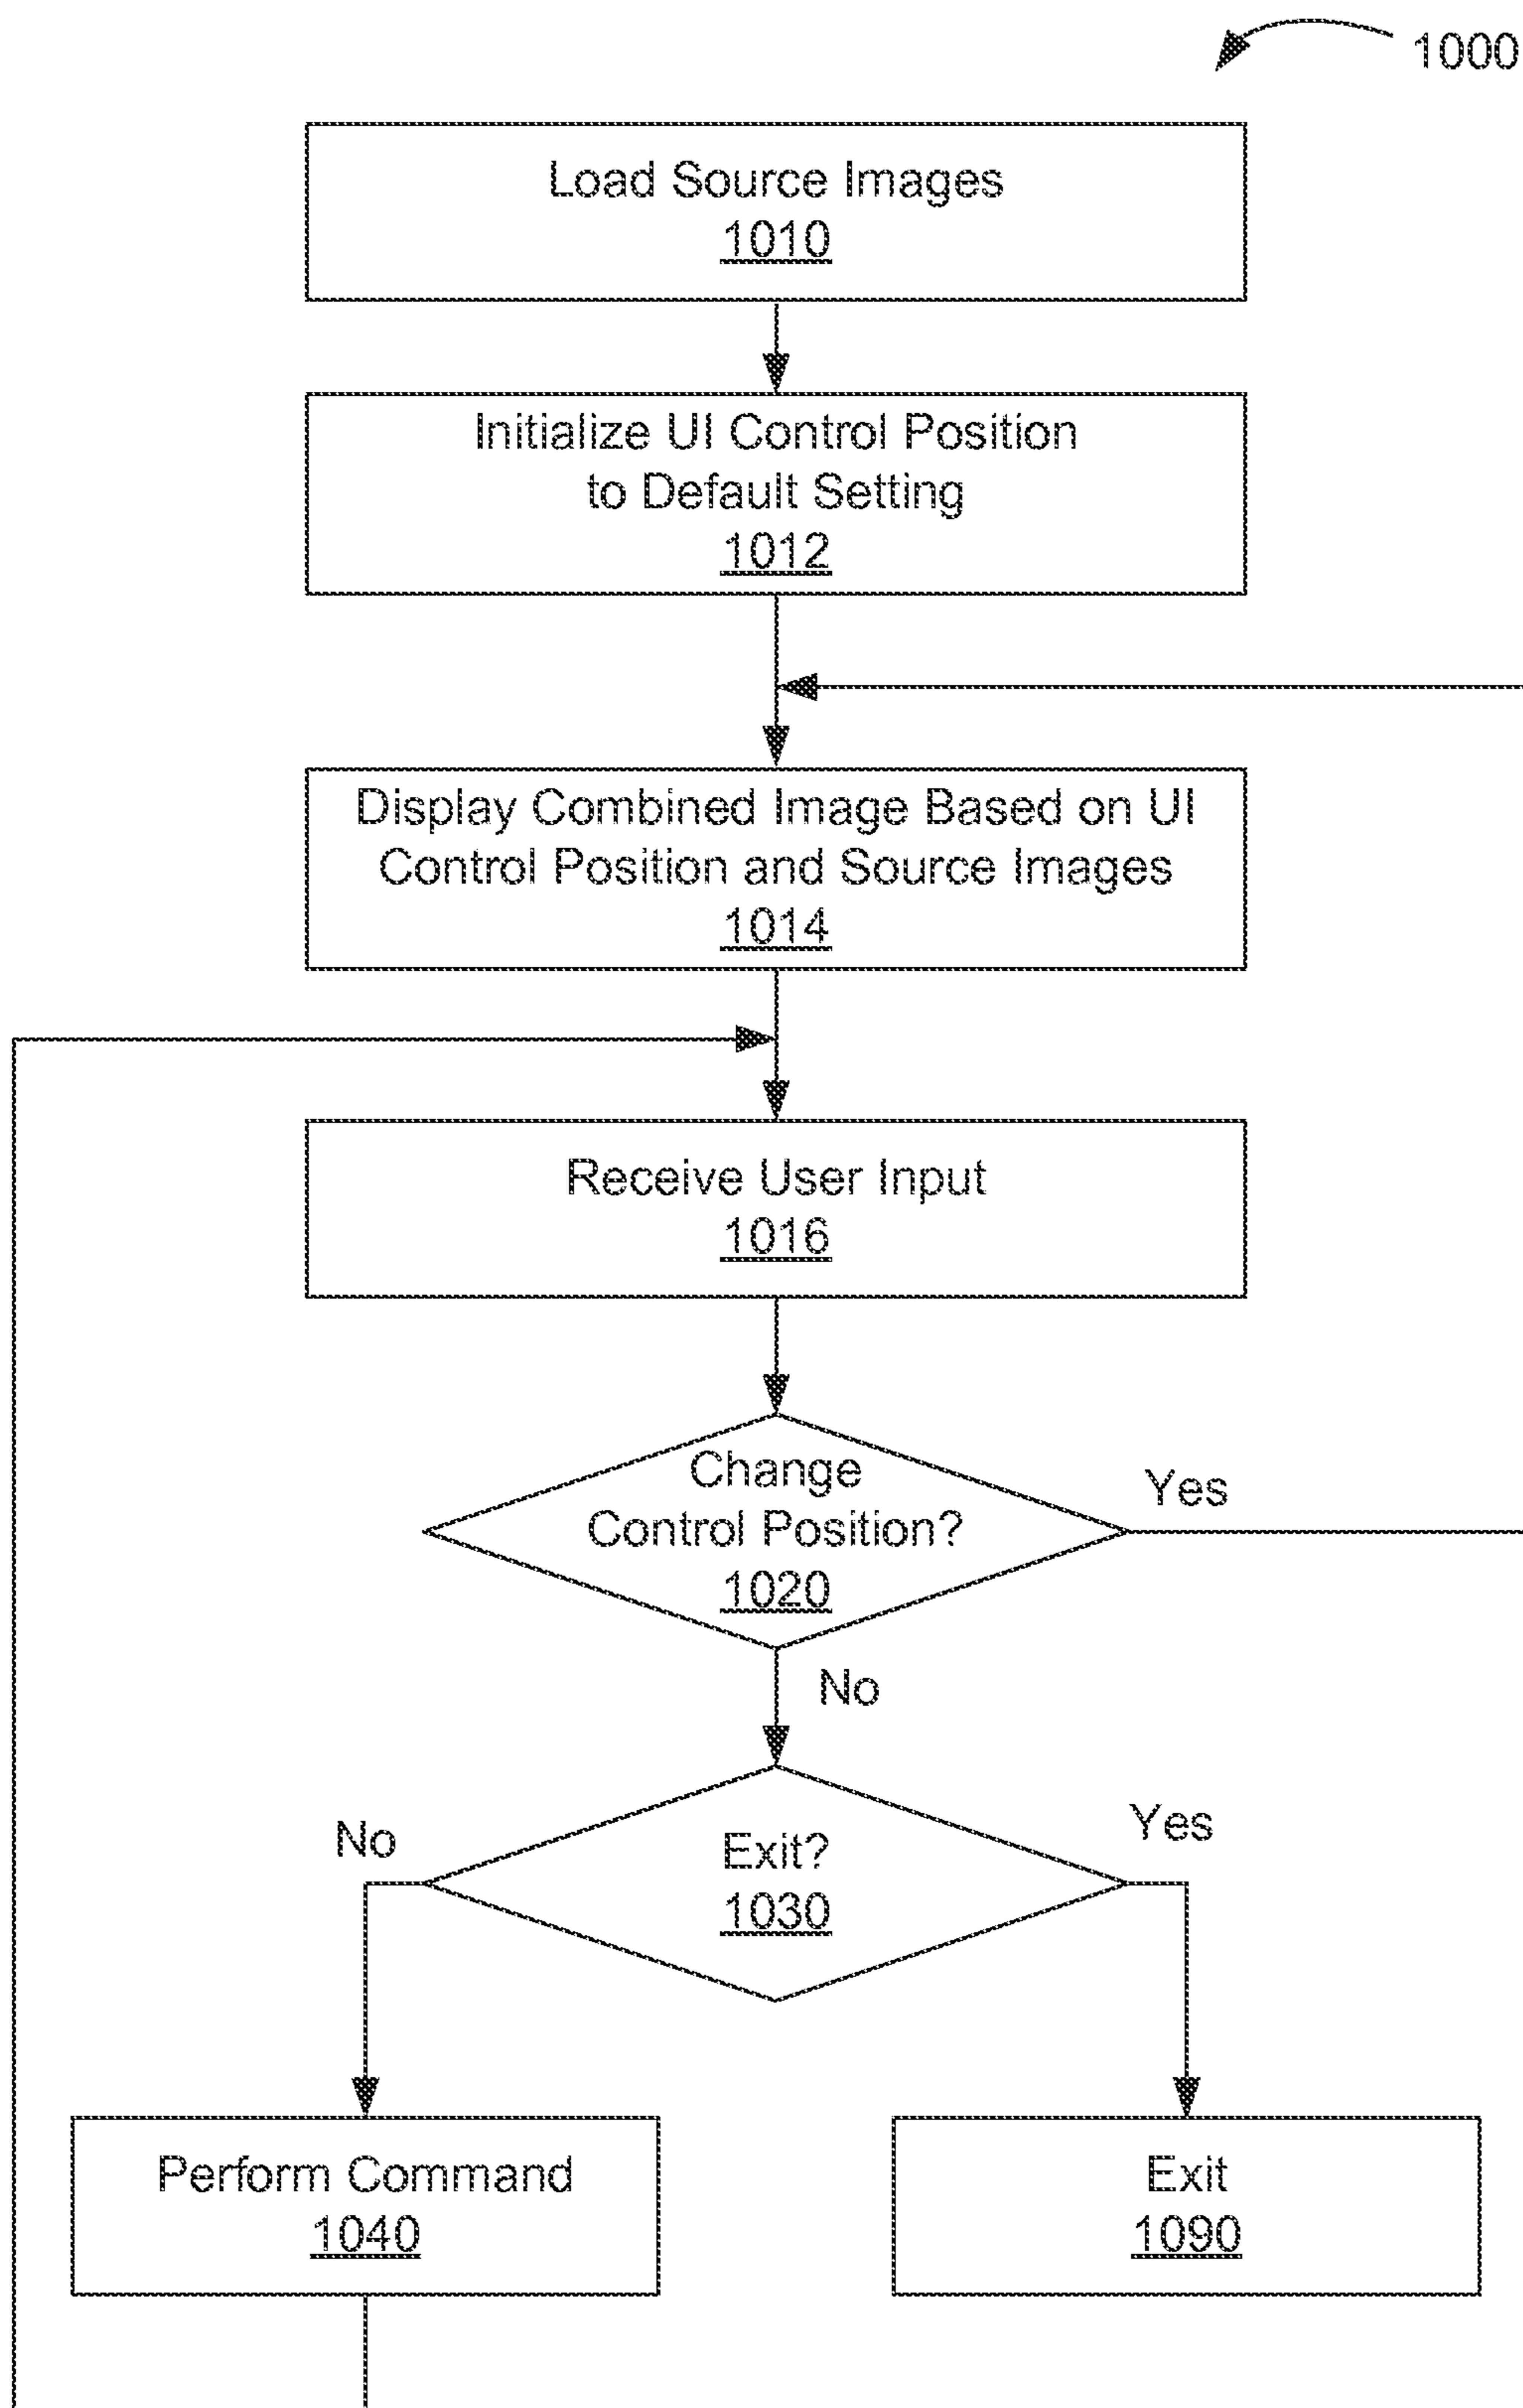 1000
Load Source Images
1010
Initialize UI Control Position
to Default Setting
1012
Display Combined Image Based on UI
Control Position and Source Images
1014
Receive User Input
1016
Change
Control Position?
1020
Yes
No
Exit?
1030
No
Yes
Perform Command
1040
Exit
1090